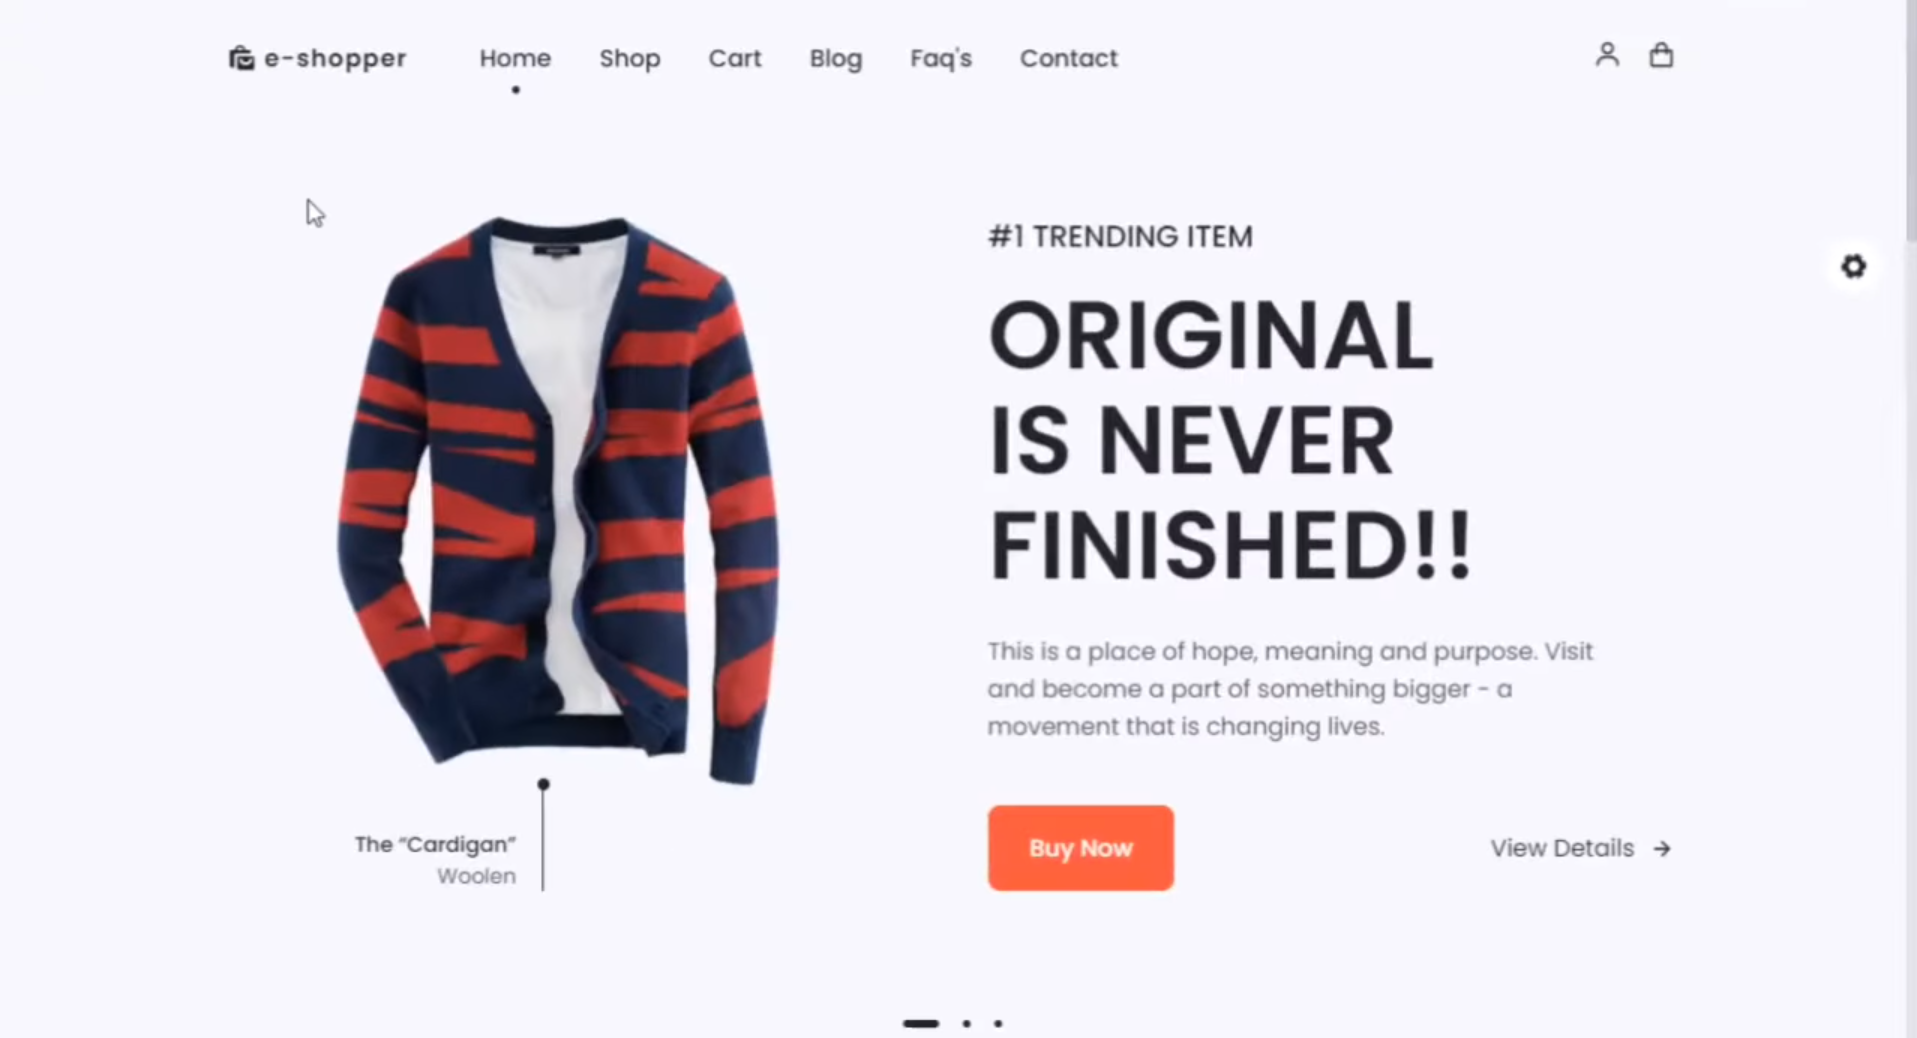 e-shopper Home Shop Cart Blog Faq's Contact
#1 TRENDING ITEM
ORIGINAL
IS NEVER
FINISHED!!
This is a place of hope, meaning and purpose. Visit
and become a part of something bigger - a
movement that is changing lives.
Buy Now
View Details →
The “Cardigan”
Woolen